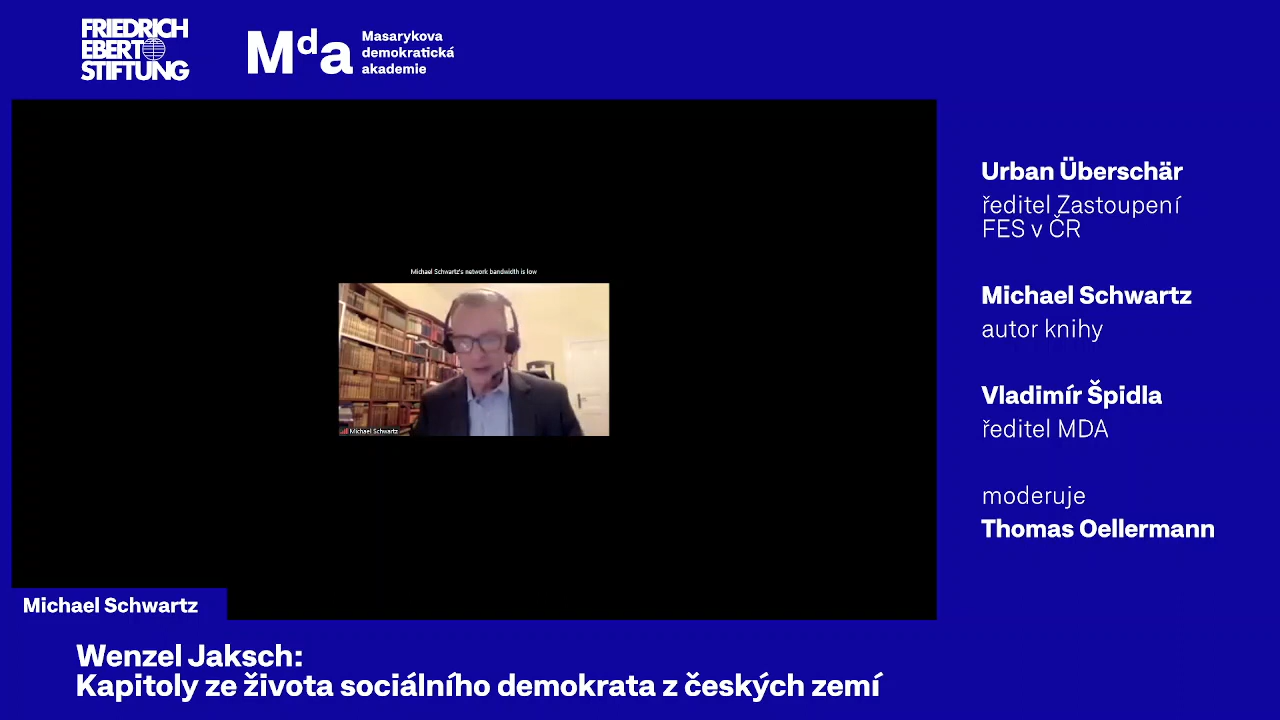 FRIEDRICH
EBERT
STIFTUNG
Mda
Masarykova
demokratická
akademie
Michael Schwartz's network bandwidth is low
Michael Schwartz
Michael Schwartz
Urban Überschär
ředitel Zastoupení
FES v ČR
Michael Schwartz
autor knihy
Vladimír Špidla
ředitel MDA
moderuje
Thomas Oellermann
Wenzel Jaksch:
Kapitoly ze života sociálního demokrata z českých zemí